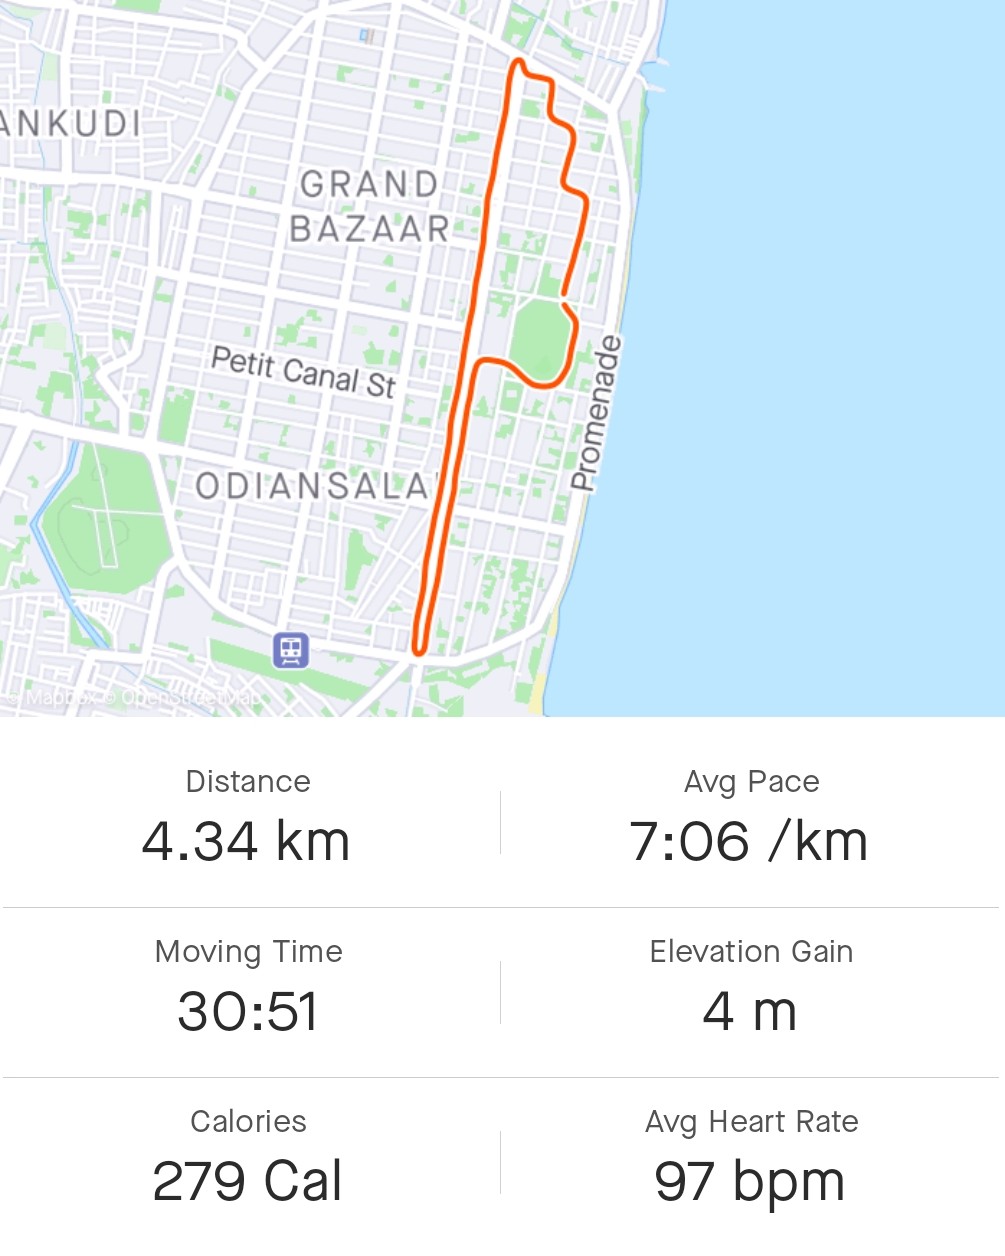 ANKUDI
GRAND
BAZAAR
Petit Canal St
Promenade
ODIANSALA
© Mapbox © OpenStreetMap
Distance
4.34 km
Avg Pace
7:06 /km
Moving Time
30:51
Elevation Gain
4 m
Calories
279 Cal
Avg Heart Rate
97 bpm